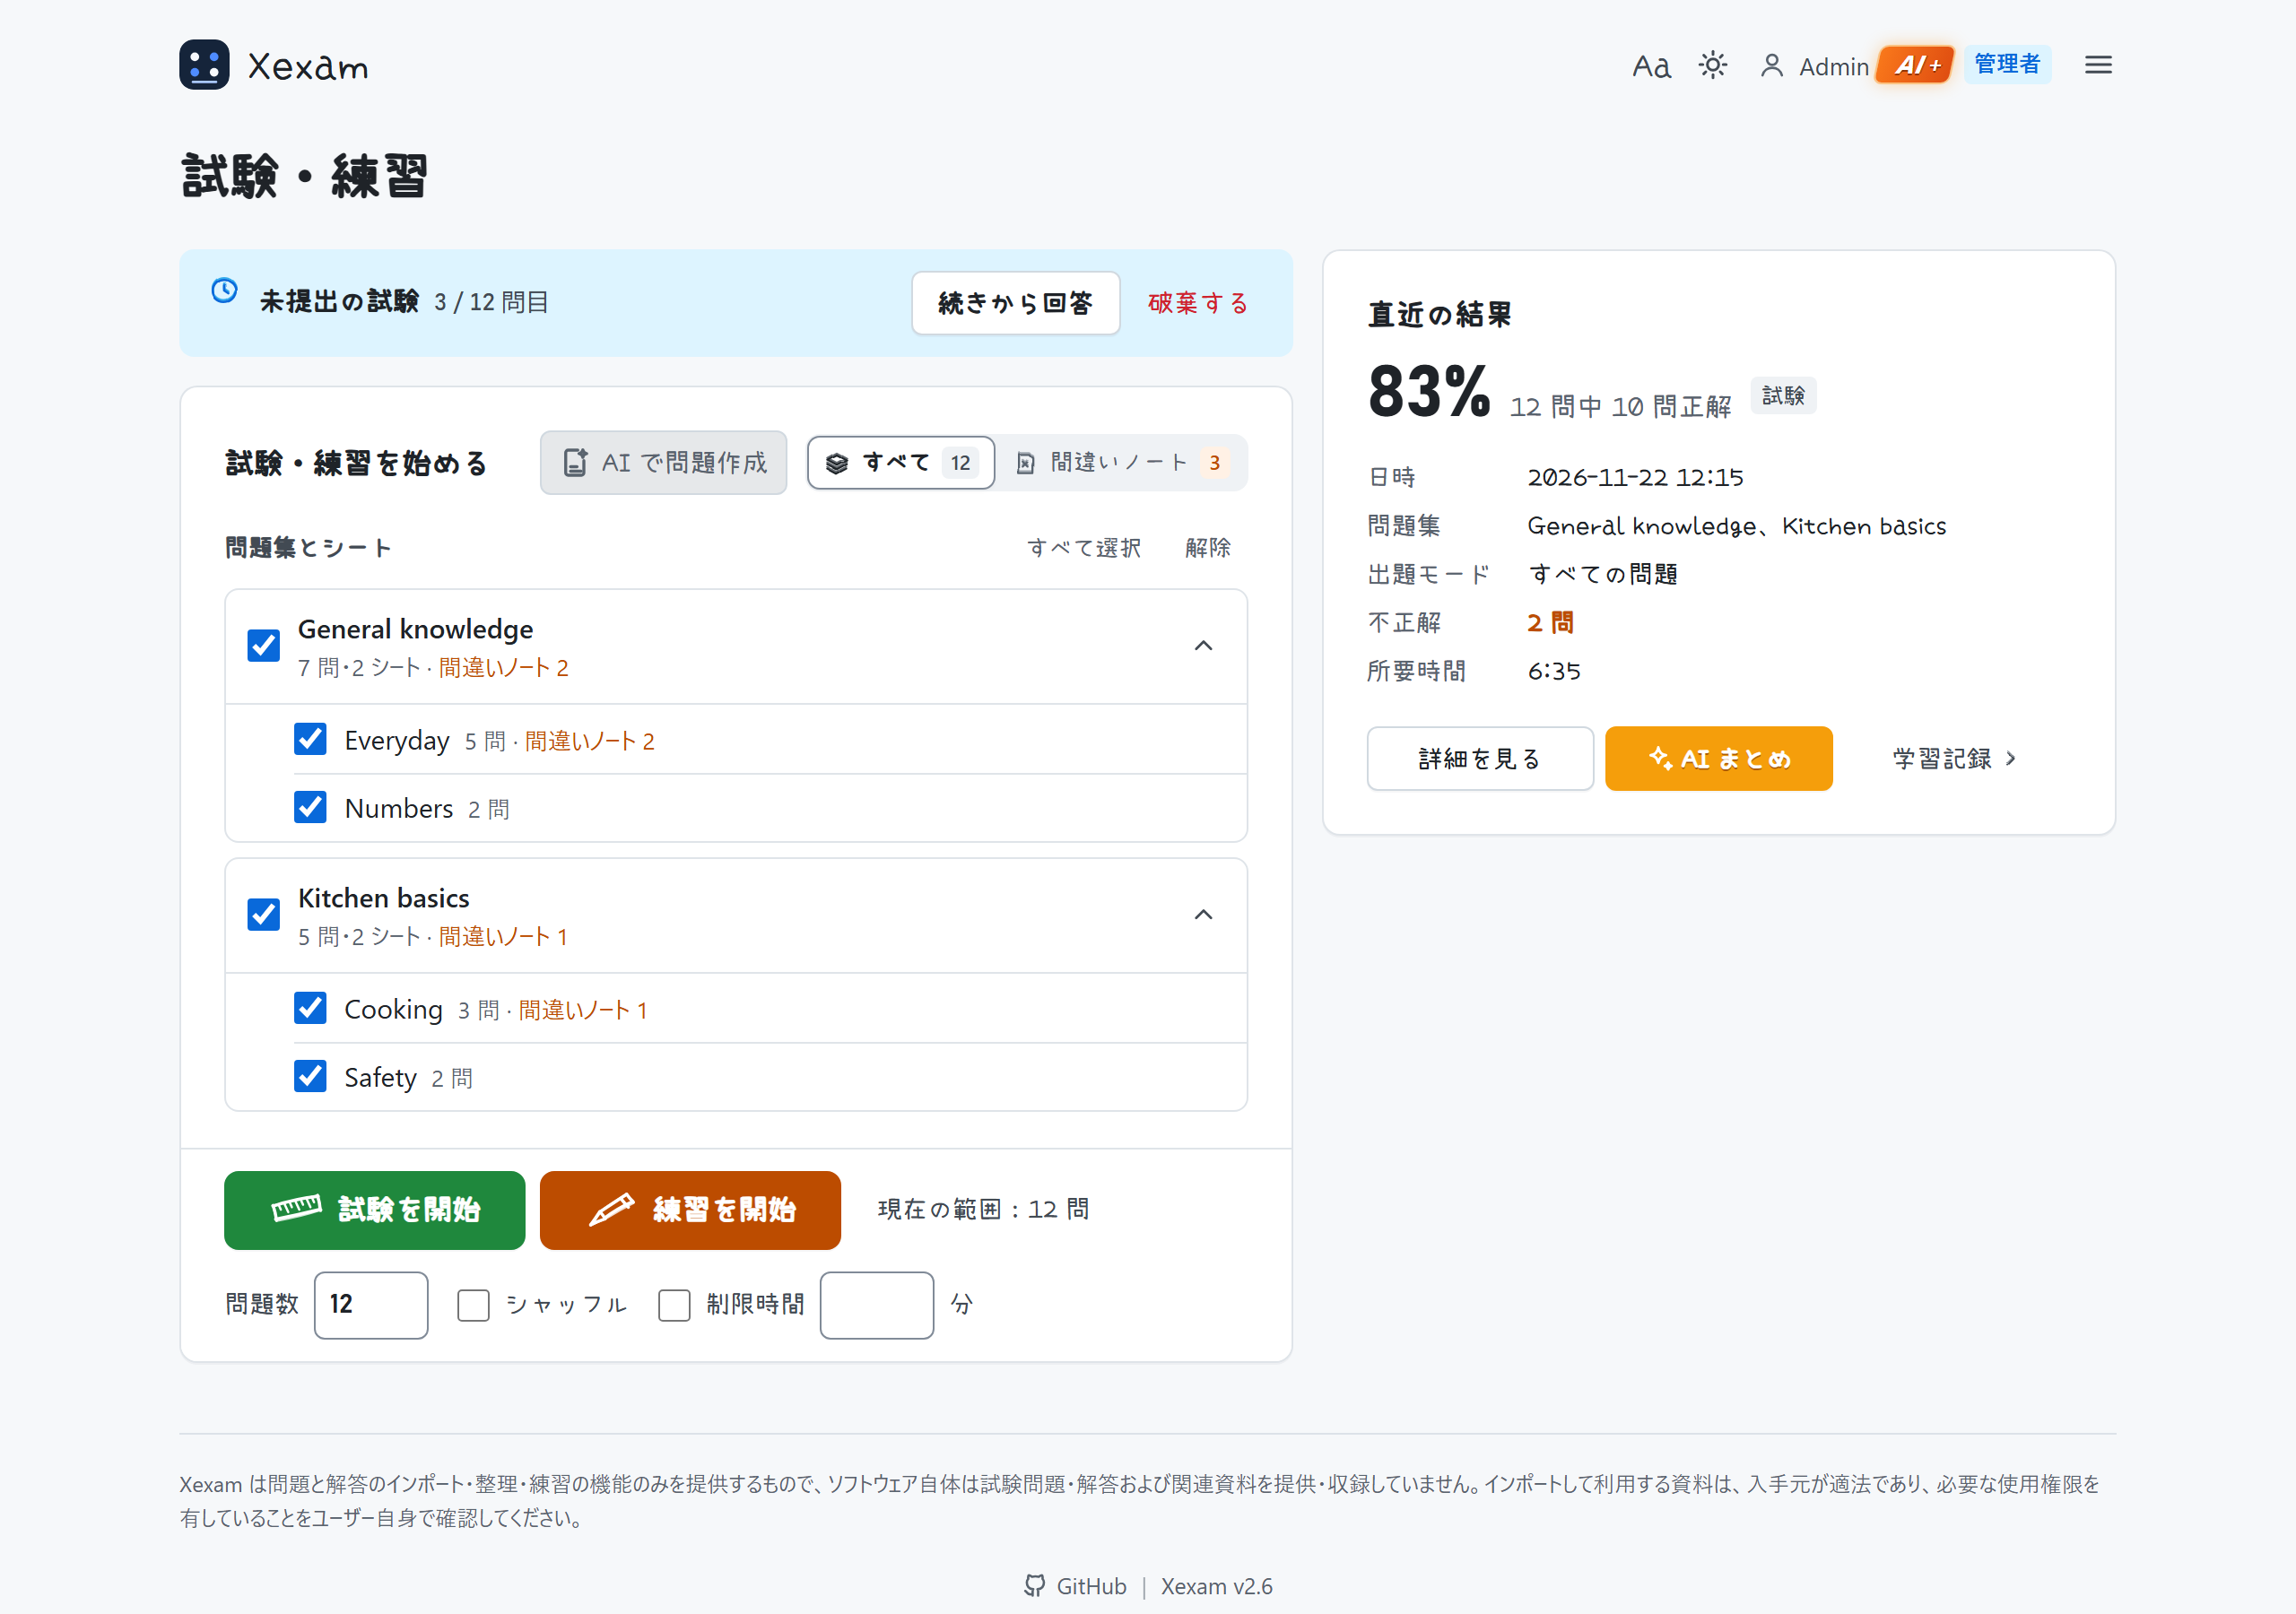 Xexam
Aa Admin AI+ 管理者
試験・練習
未提出の試験 3 / 12 問目 続きから回答 破棄する
試験・練習を始める AI で問題作成 すべて 12 間違いノート 3
問題集とシート すべて選択 解除
General knowledge
7 問・2 シート · 間違いノート 2
Everyday 5 問 · 間違いノート 2
Numbers 2 問
Kitchen basics
5 問・2 シート · 間違いノート 1
Cooking 3 問 · 間違いノート 1
Safety 2 問
試験を開始 練習を開始 現在の範囲：12 問
問題数 12 シャッフル 制限時間 分
直近の結果
83% 12 問中 10 問正解 試験
日時 2026-11-22 12:15
問題集 General knowledge、Kitchen basics
出題モード すべての問題
不正解 2 問
所要時間 6:35
詳細を見る AI まとめ 学習記録
Xexam は問題と解答のインポート・整理・練習の機能のみを提供するもので、ソフトウェア自体は試験問題・解答および関連資料を提供・収録していません。インポートして利用する資料は、入手元が適法であり、必要な使用権限を
有していることをユーザー自身で確認してください。
GitHub | Xexam v2.6